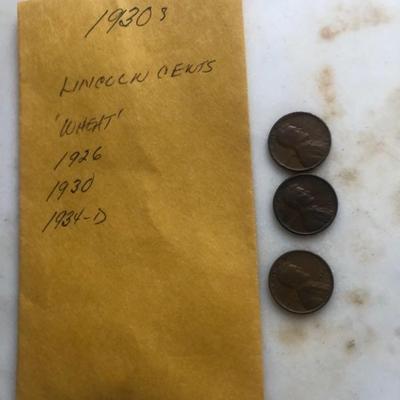 1930s
LINCOLN CENTS
'WHEAT'
1926
1930
1934-D